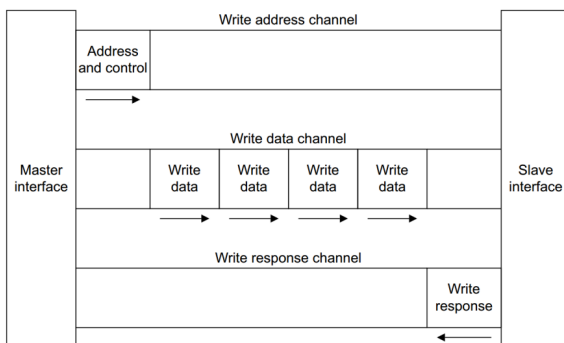 Write address channel
Address
and control
Write data channel
Master
interface
Write
data
Write
data
Write
data
Write
data
Slave
interface
Write response channel
Write
response